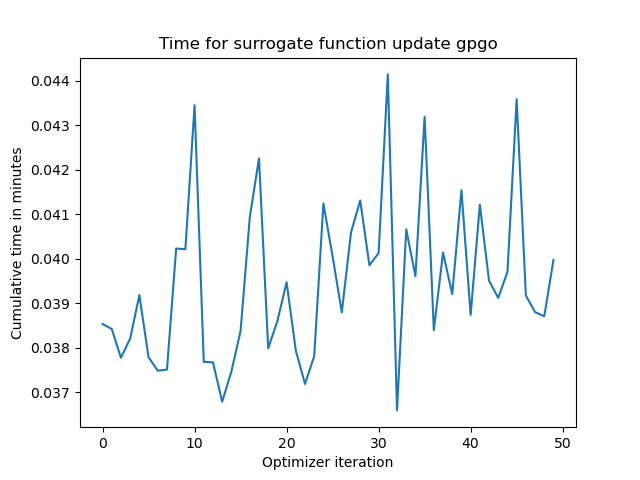 Time for surrogate function update gpgo
Cumulative time in minutes
0.044
0.043
0.042
0.041
0.040
0.039
0.038
0.037
0 10 20 30 40 50
Optimizer iteration